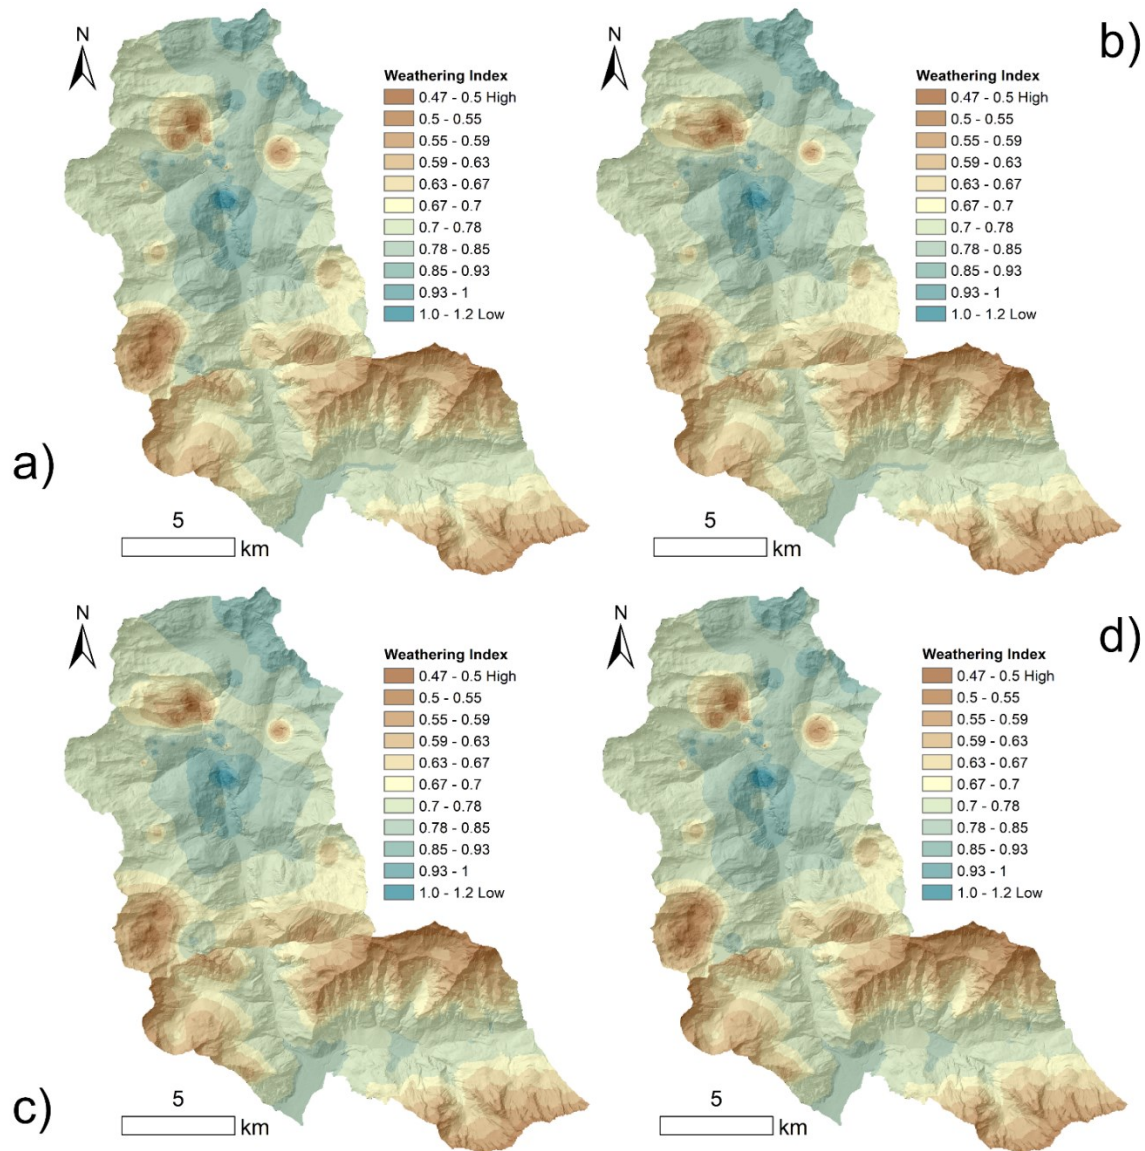 N
Weathering Index
0.47 - 0.5 High
0.5 - 0.55
0.55 - 0.59
0.59 - 0.63
0.63 - 0.67
0.67 - 0.7
0.7 - 0.78
0.78 - 0.85
0.85 - 0.93
0.93 - 1
1.0 - 1.2 Low
a)
5
km
N
b)
Weathering Index
0.47 - 0.5 High
0.5 - 0.55
0.55 - 0.59
0.59 - 0.63
0.63 - 0.67
0.67 - 0.7
0.7 - 0.78
0.78 - 0.85
0.85 - 0.93
0.93 - 1
1.0 - 1.2 Low
5
km
N
Weathering Index
0.47 - 0.5 High
0.5 - 0.55
0.55 - 0.59
0.59 - 0.63
0.63 - 0.67
0.67 - 0.7
0.7 - 0.78
0.78 - 0.85
0.85 - 0.93
0.93 - 1
1.0 - 1.2 Low
c)
5
km
N
d)
Weathering Index
0.47 - 0.5 High
0.5 - 0.55
0.55 - 0.59
0.59 - 0.63
0.63 - 0.67
0.67 - 0.7
0.7 - 0.78
0.78 - 0.85
0.85 - 0.93
0.93 - 1
1.0 - 1.2 Low
5
km